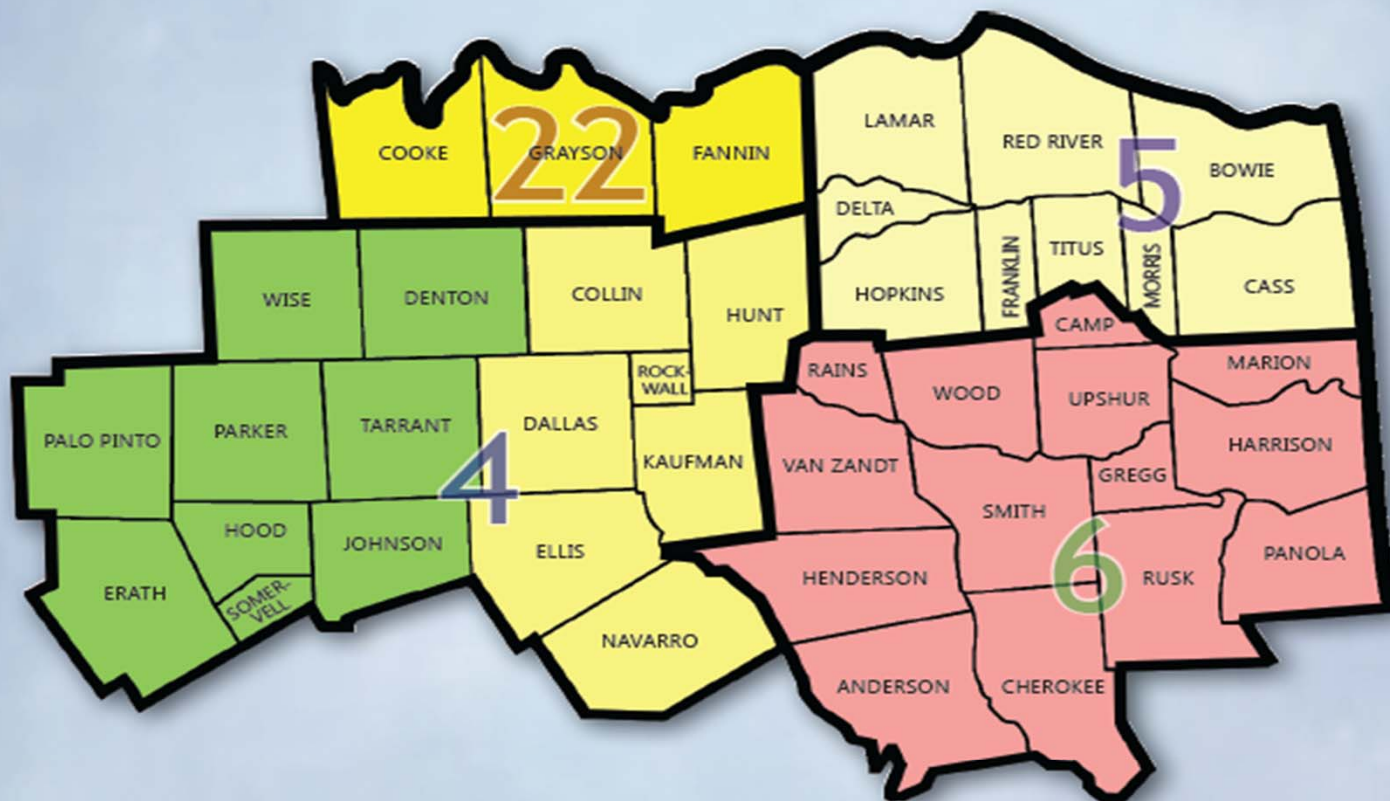 LAMAR
RED RIVER
BOWIE
COOKE
22
GRAYSON
FANNIN
5
DELTA
HOPKINS
FRANKLIN
TITUS
MORRIS
CASS
WISE
DENTON
COLLIN
HUNT
CAMP
RAINS
WOOD
UPSHUR
MARION
ROCK-
WALL
PALO PINTO
PARKER
TARRANT
DALLAS
KAUFMAN
VAN ZANDT
HARRISON
GREGG
4
SMITH
HOOD
JOHNSON
ELLIS
6
HENDERSON
RUSK
PANOLA
ERATH
SOMER-
VELL
NAVARRO
ANDERSON
CHEROKEE